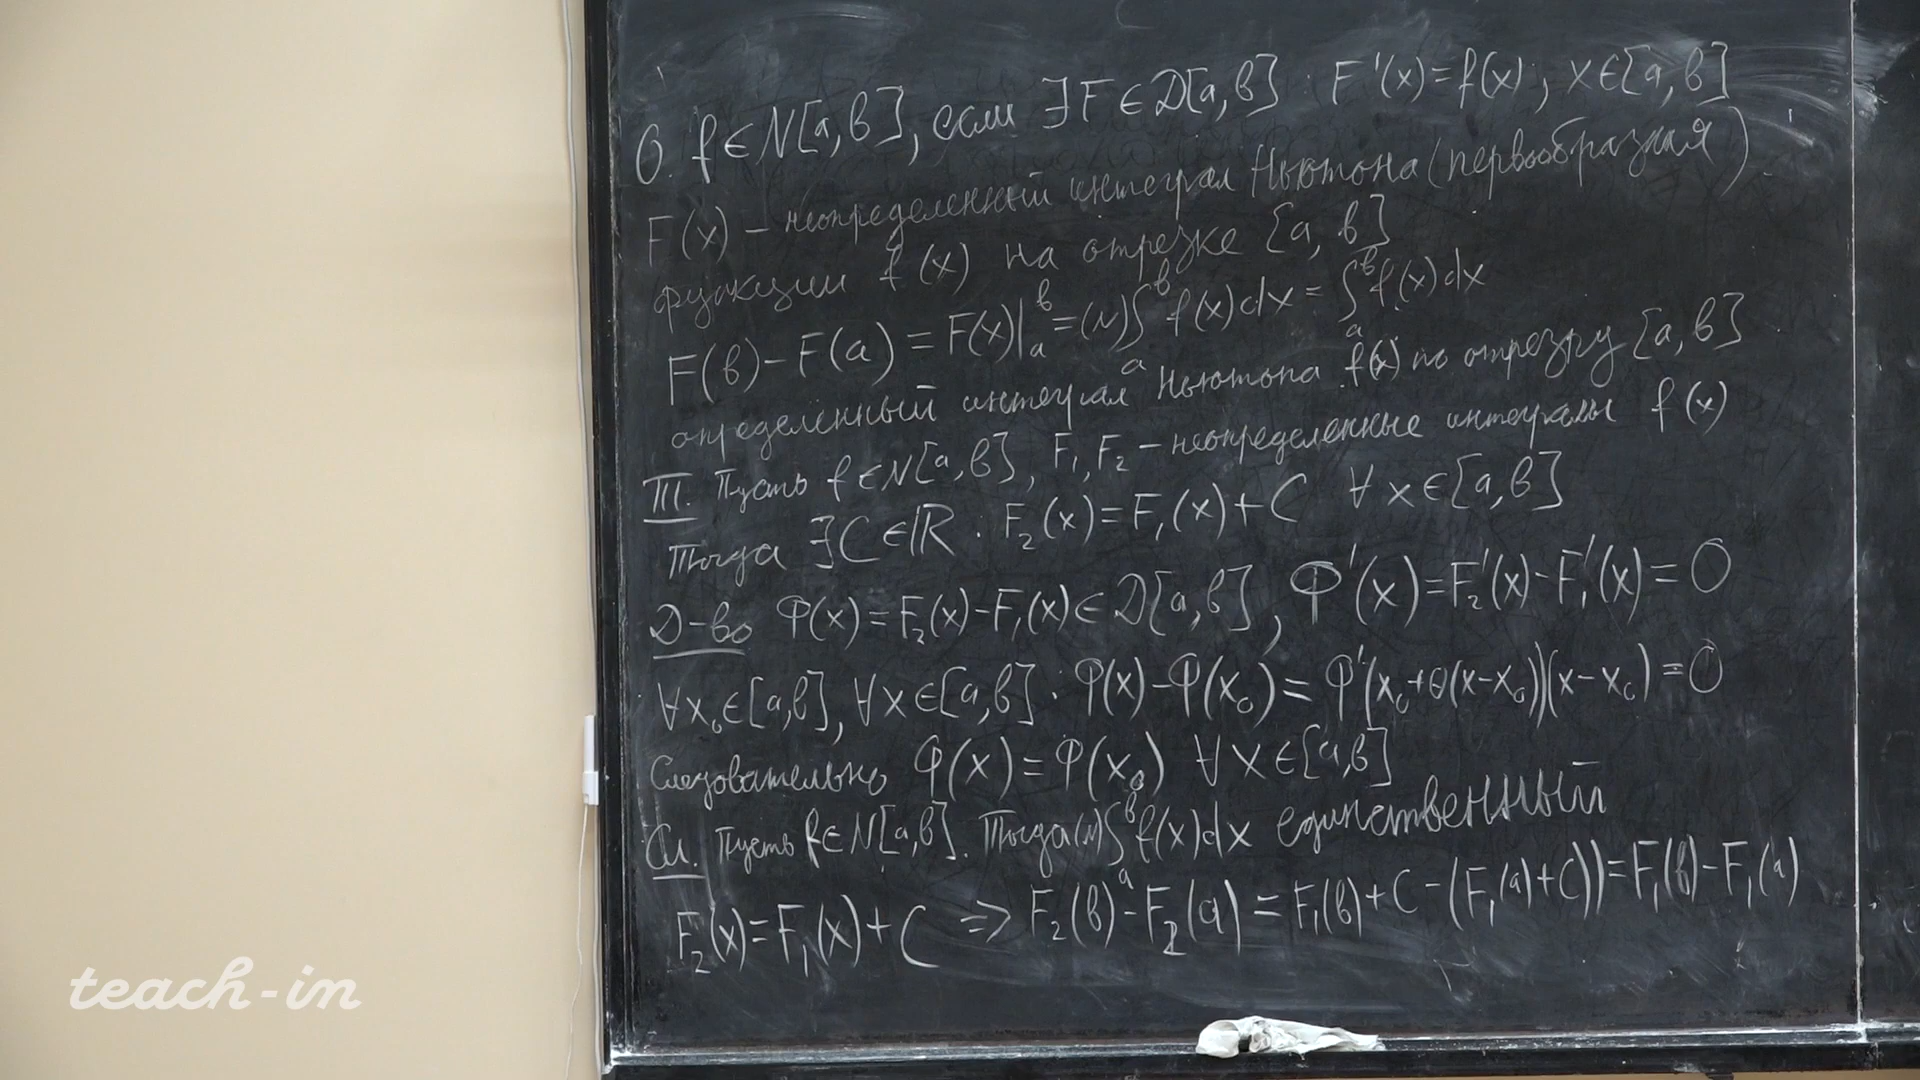 О. f∈N[a,b], если ∃F∈D[a,b] : F'(x)=f(x), x∈[a,b]
F(x) – неопределенный интеграл Ньютона (первообразная)
функции f(x) на отрезке [a,b]
F(b)–F(a) = F(x)|ₐᵇ = (N)∫ₐᵇ f(x)dx = ∫ₐᵇ f(x)dx
определённый интеграл Ньютона f(x) по отрезку [a,b]
Т1. Пусть f∈N[a,b], F₁, F₂ – неопределенные интегралы f(x)
Тогда ∃C∈ℝ : F₂(x)=F₁(x)+C ∀x∈[a,b]
Д-во Φ(x)=F₂(x)–F₁(x)∈D[a,b], Φ'(x)=F₂'(x)–F₁'(x)=0
∀x₀∈[a,b], ∀x∈[a,b] : Φ(x)–Φ(x₀)=Φ'(x₀+θ(x–x₀))(x–x₀)=0
Следовательно Φ(x)=Φ(x₀) ∀x∈[a,b]
Сл. Пусть f∈N[a,b]. Тогда (N)∫ₐᵇ f(x)dx единственный
F₂(x)=F₁(x)+C ⇒ F₂(b)–F₂(a)=F₁(b)+C–(F₁(a)+C))=F₁(b)–F₁(a)
teach-in